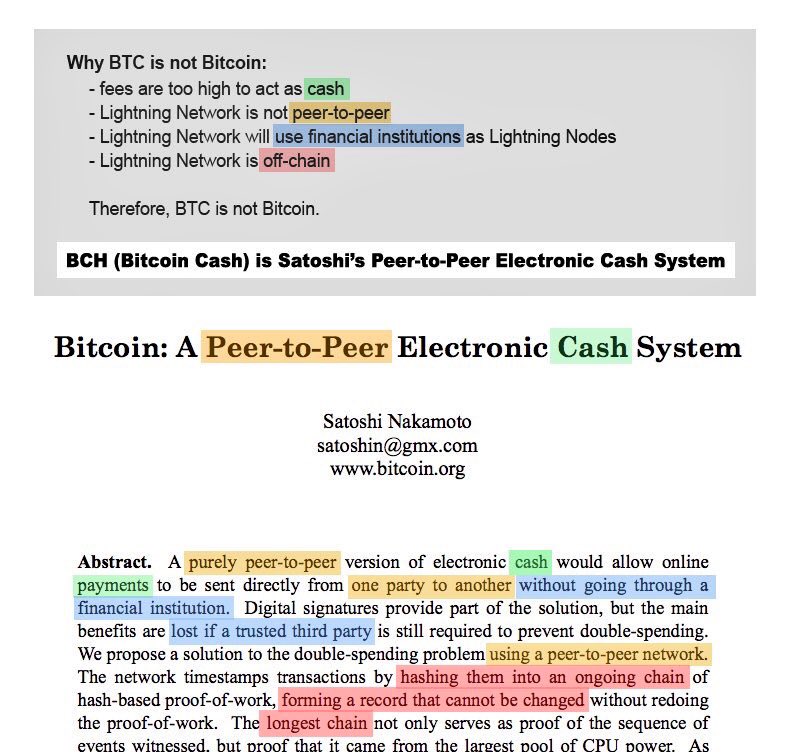 Why BTC is not Bitcoin:
- fees are too high to act as cash
- Lightning Network is not peer-to-peer
- Lightning Network will use financial institutions as Lightning Nodes
- Lightning Network is off-chain
Therefore, BTC is not Bitcoin.
BCH (Bitcoin Cash) is Satoshi's Peer-to-Peer Electronic Cash System
Bitcoin: A Peer-to-Peer Electronic Cash System
Satoshi Nakamoto
satoshin@gmx.com
www.bitcoin.org
Abstract. A purely peer-to-peer version of electronic cash would allow online
payments to be sent directly from one party to another without going through a
financial institution. Digital signatures provide part of the solution, but the main
benefits are lost if a trusted third party is still required to prevent double-spending.
We propose a solution to the double-spending problem using a peer-to-peer network.
The network timestamps transactions by hashing them into an ongoing chain of
hash-based proof-of-work, forming a record that cannot be changed without redoing
the proof-of-work. The longest chain not only serves as proof of the sequence of
events witnessed, but proof that it came from the largest pool of CPU power. As